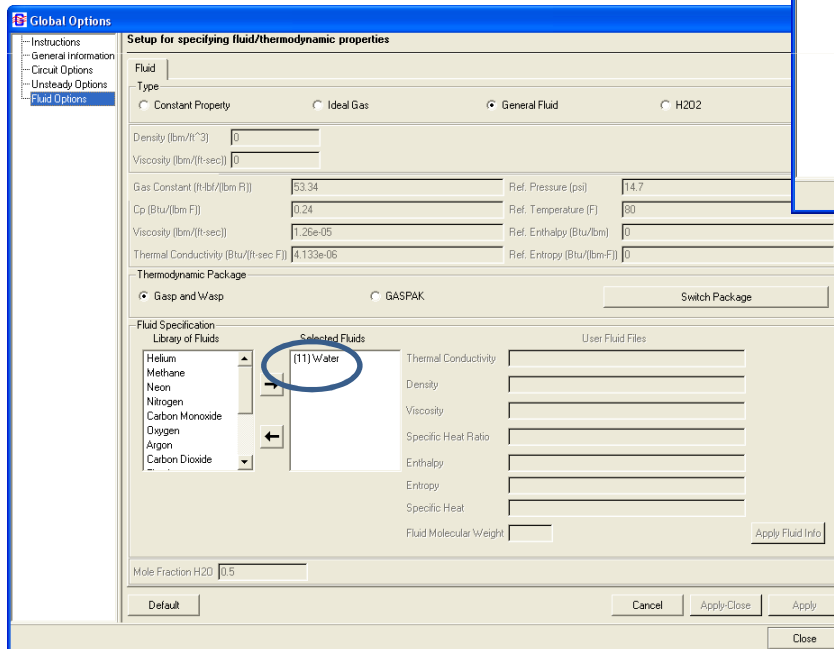 Global Options
Instructions
General Information
Circuit Options
Unsteady Options
Fluid Options
Setup for specifying fluid/thermodynamic properties
Fluid
Type
Constant Property Ideal Gas General Fluid H2O2
Density (lbm/ft^3) 0
Viscosity (lbm/(ft-sec)) 0
Gas Constant (ft-lbf/(lbm R)) 53.34 Ref. Pressure (psi) 14.7
Cp (Btu/(lbm F)) 0.24 Ref. Temperature (F) 80
Viscosity (lbm/(ft-sec)) 1.26e-05 Ref. Enthalpy (Btu/lbm) 0
Thermal Conductivity (Btu/(ft-sec F)) 4.133e-06 Ref. Entropy (Btu/(lbm-F)) 0
Thermodynamic Package
Gasp and Wasp GASPAK Switch Package
Fluid Specification
Library of Fluids Selected Fluids User Fluid Files
Helium
Methane
Neon
Nitrogen
Carbon Monoxide
Oxygen
Argon
Carbon Dioxide
(11) Water
Thermal Conductivity
Density
Viscosity
Specific Heat Ratio
Enthalpy
Entropy
Specific Heat
Fluid Molecular Weight Apply Fluid Info
Mole Fraction H2O 0.5
Default Cancel Apply-Close Apply
Close